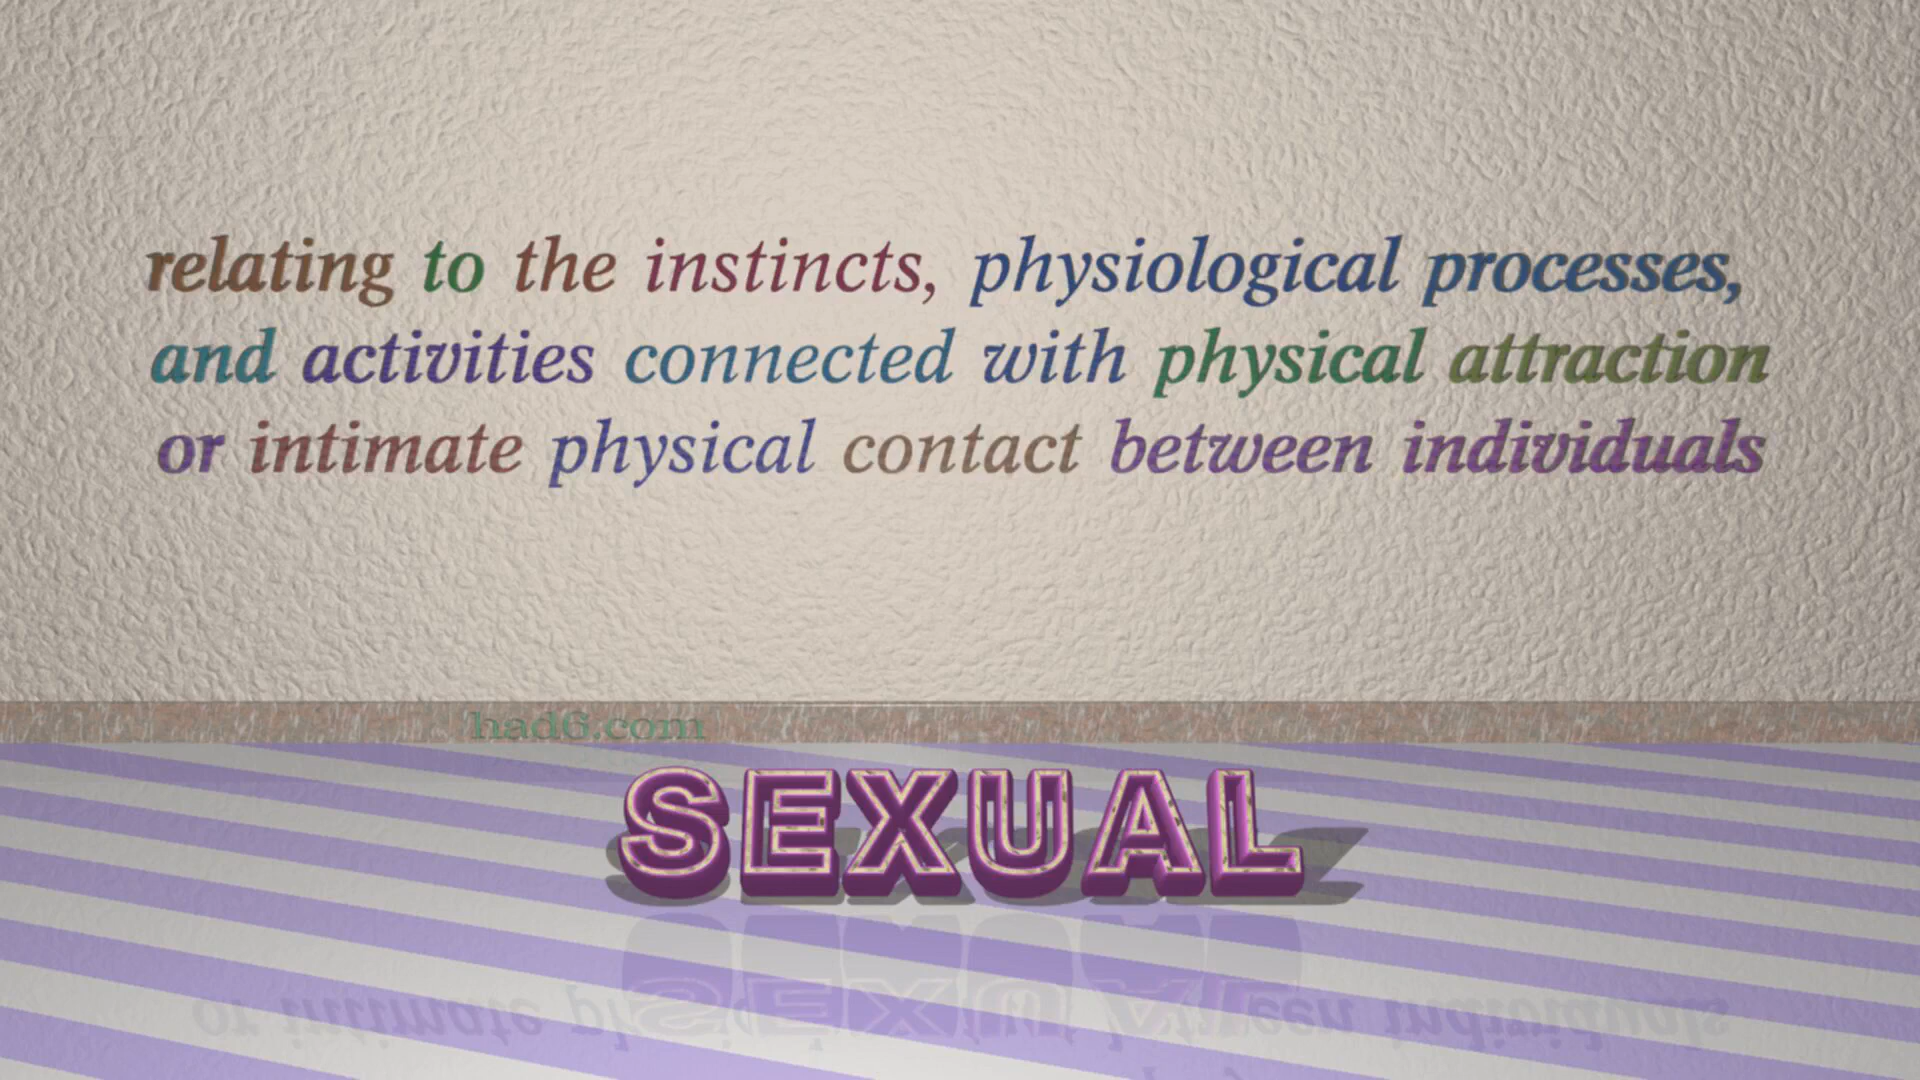 relating to the instincts, physiological processes,
and activities connected with physical attraction
or intimate physical contact between individuals
had6.com
SEXUAL